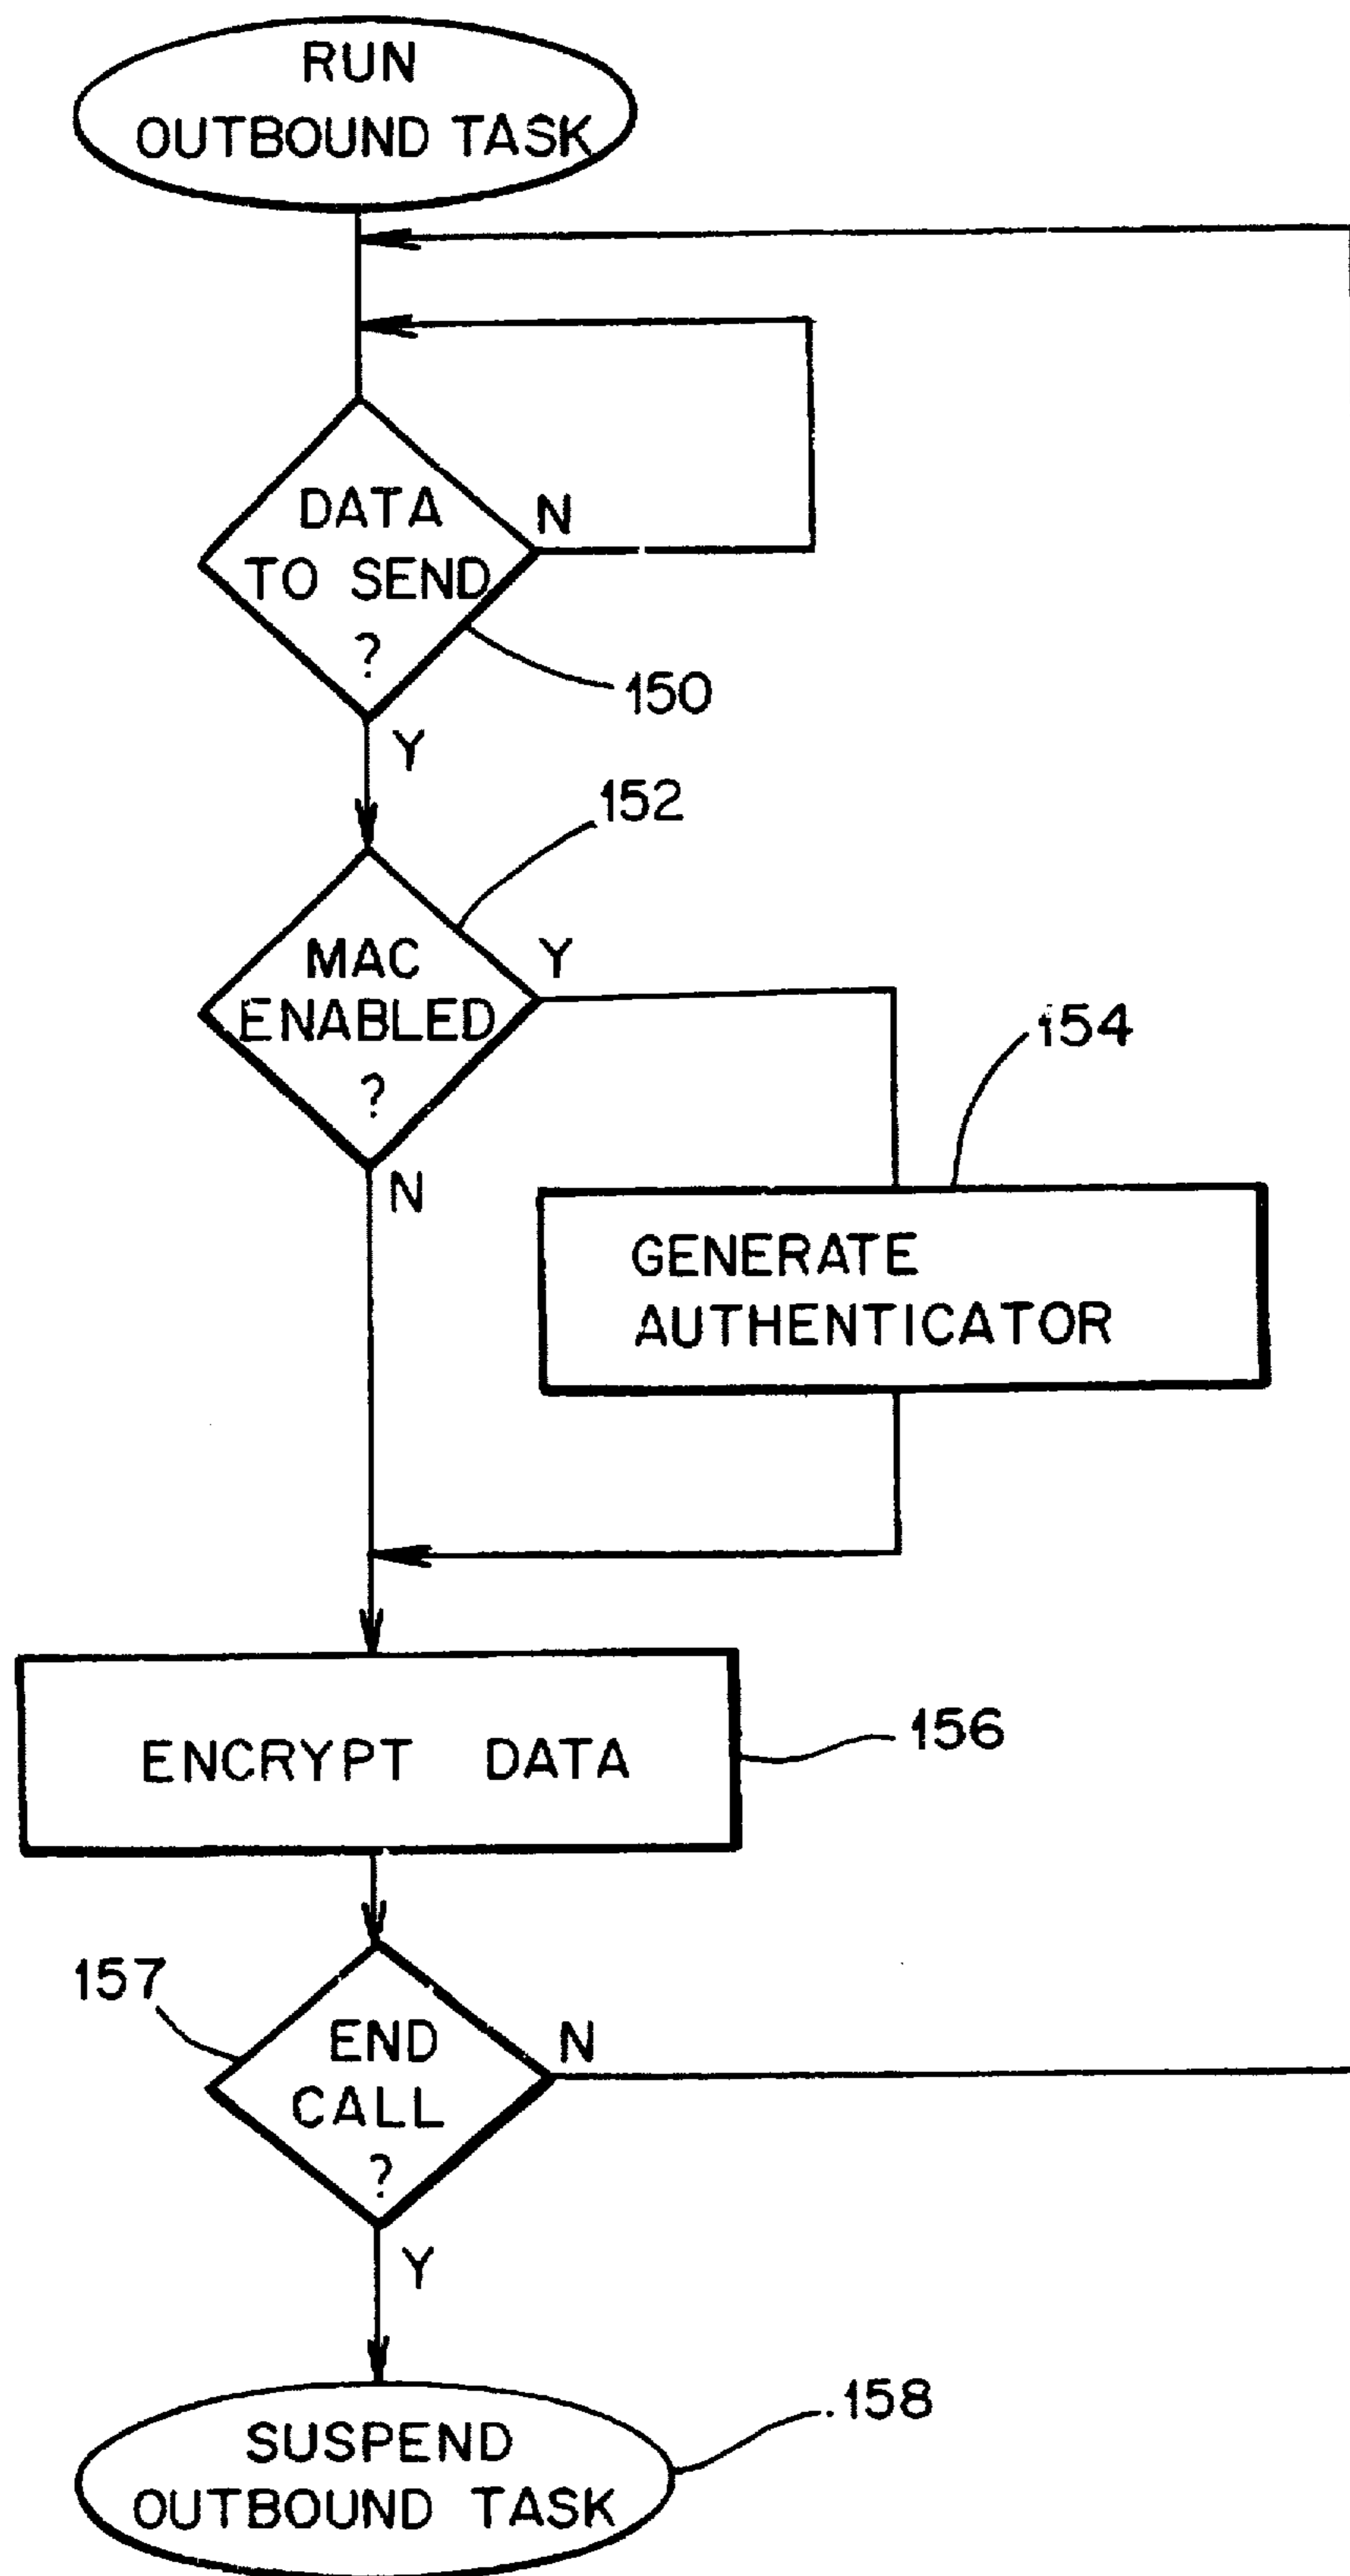 RUN
OUTBOUND TASK
DATA
TO SEND
?
N
150
Y
152
MAC
ENABLED
?
Y
N
154
GENERATE
AUTHENTICATOR
ENCRYPT DATA
156
157
END
CALL
?
N
Y
158
SUSPEND
OUTBOUND TASK